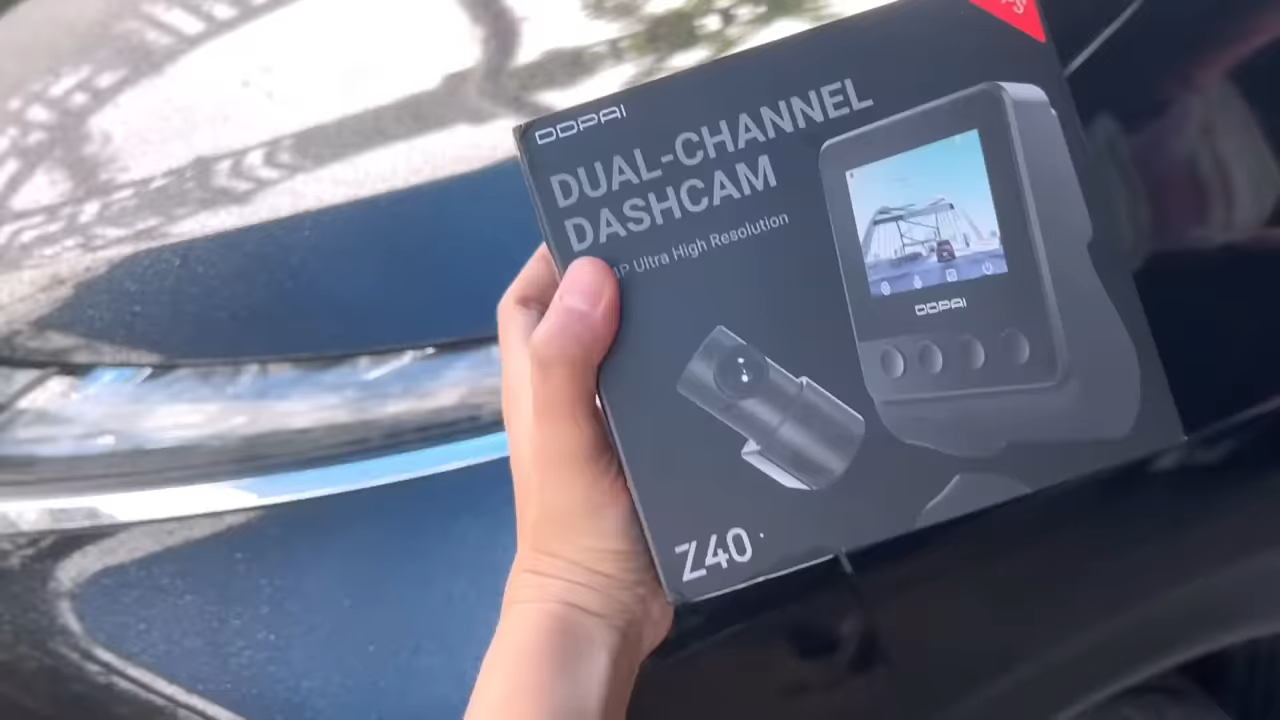 DDPAI
DUAL-CHANNEL
DASHCAM
Ultra High Resolution
DDPAI
Z40